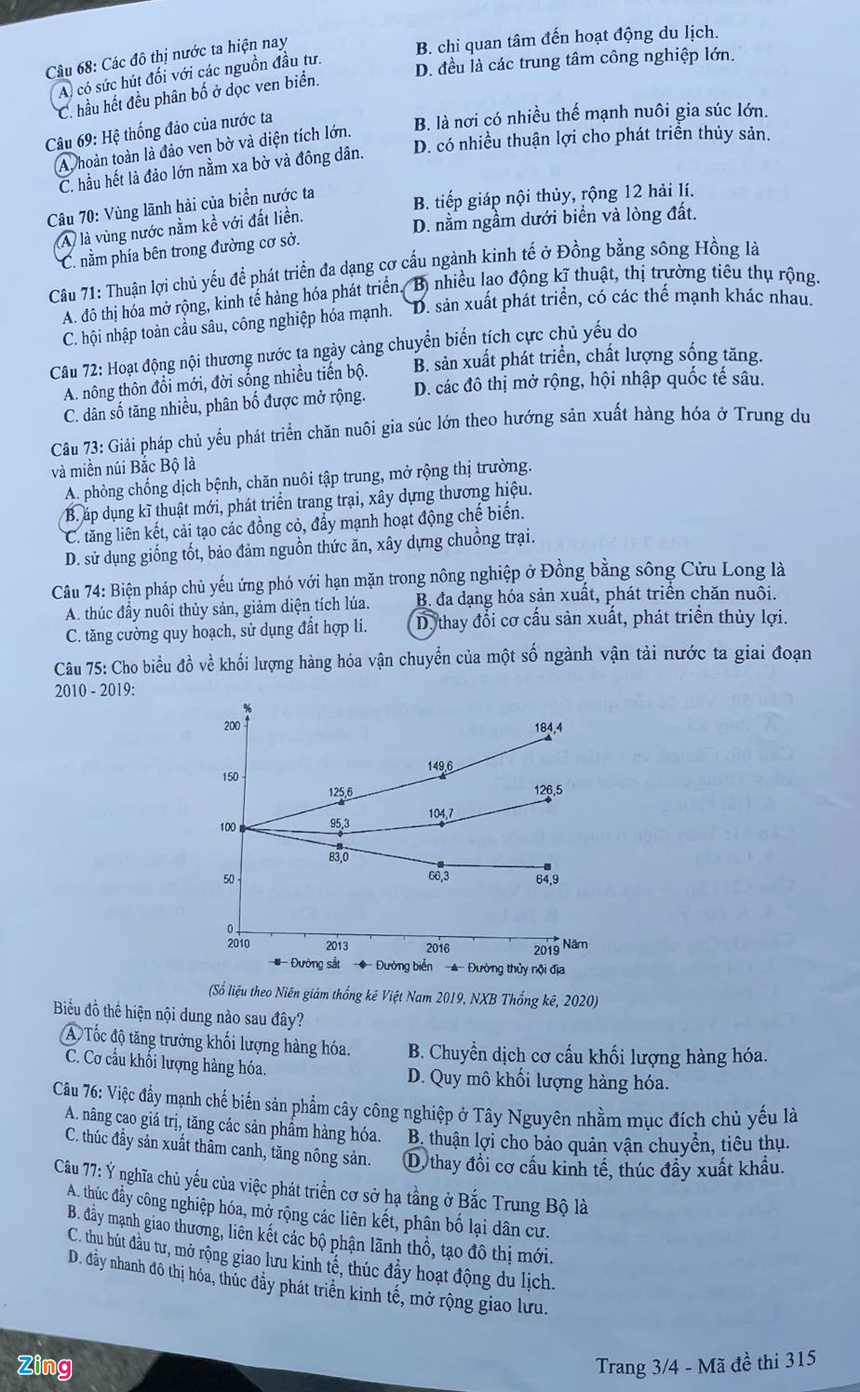 Câu 68: Các đô thị nước ta hiện nay
A. có sức hút đối với các nguồn đầu tư.
B. chỉ quan tâm đến hoạt động du lịch.
C. hầu hết đều phân bố ở dọc ven biển.
D. đều là các trung tâm công nghiệp lớn.
Câu 69: Hệ thống đảo của nước ta
A. hoàn toàn là đảo ven bờ và diện tích lớn.
B. là nơi có nhiều thế mạnh nuôi gia súc lớn.
C. hầu hết là đảo lớn nằm xa bờ và đông dân.
D. có nhiều thuận lợi cho phát triển thủy sản.
Câu 70: Vùng lãnh hải của biển nước ta
A. là vùng nước nằm kề với đất liền.
B. tiếp giáp nội thủy, rộng 12 hải lí.
C. nằm phía bên trong đường cơ sở.
D. nằm ngầm dưới biển và lòng đất.
Câu 71: Thuận lợi chủ yếu để phát triển đa dạng cơ cấu ngành kinh tế ở Đồng bằng sông Hồng là
A. đô thị hóa mở rộng, kinh tế hàng hóa phát triển.
B. nhiều lao động kĩ thuật, thị trường tiêu thụ rộng.
C. hội nhập toàn cầu sâu, công nghiệp hóa mạnh.
D. sản xuất phát triển, có các thế mạnh khác nhau.
Câu 72: Hoạt động nội thương nước ta ngày càng chuyển biến tích cực chủ yếu do
A. nông thôn đổi mới, đời sống nhiều tiến bộ.
B. sản xuất phát triển, chất lượng sống tăng.
C. dân số tăng nhiều, phân bố được mở rộng.
D. các đô thị mở rộng, hội nhập quốc tế sâu.
Câu 73: Giải pháp chủ yếu phát triển chăn nuôi gia súc lớn theo hướng sản xuất hàng hóa ở Trung du
và miền núi Bắc Bộ là
A. phòng chống dịch bệnh, chăn nuôi tập trung, mở rộng thị trường.
B. áp dụng kĩ thuật mới, phát triển trang trại, xây dựng thương hiệu.
C. tăng liên kết, cải tạo các đồng cỏ, đẩy mạnh hoạt động chế biến.
D. sử dụng giống tốt, bảo đảm nguồn thức ăn, xây dựng chuồng trại.
Câu 74: Biện pháp chủ yếu ứng phó với hạn mặn trong nông nghiệp ở Đồng bằng sông Cửu Long là
A. thúc đẩy nuôi thủy sản, giảm diện tích lúa.
B. đa dạng hóa sản xuất, phát triển chăn nuôi.
C. tăng cường quy hoạch, sử dụng đất hợp lí.
D. thay đổi cơ cấu sản xuất, phát triển thủy lợi.
Câu 75: Cho biểu đồ về khối lượng hàng hóa vận chuyển của một số ngành vận tải nước ta giai đoạn
2010 - 2019:
%
200
184,4
149,6
150
125,6
126,5
104,7
95,3
100
83,0
66,3
64,9
50
0
2010 2013 2016 2019 Năm
Đường sắt Đường biển Đường thủy nội địa
(Số liệu theo Niên giám thống kê Việt Nam 2019, NXB Thống kê, 2020)
Biểu đồ thể hiện nội dung nào sau đây?
A. Tốc độ tăng trưởng khối lượng hàng hóa.
B. Chuyển dịch cơ cấu khối lượng hàng hóa.
C. Cơ cấu khối lượng hàng hóa.
D. Quy mô khối lượng hàng hóa.
Câu 76: Việc đẩy mạnh chế biến sản phẩm cây công nghiệp ở Tây Nguyên nhằm mục đích chủ yếu là
A. nâng cao giá trị, tăng các sản phẩm hàng hóa.
B. thuận lợi cho bảo quản vận chuyển, tiêu thụ.
C. thúc đẩy sản xuất thâm canh, tăng nông sản.
D. thay đổi cơ cấu kinh tế, thúc đẩy xuất khẩu.
Câu 77: Ý nghĩa chủ yếu của việc phát triển cơ sở hạ tầng ở Bắc Trung Bộ là
A. thúc đẩy công nghiệp hóa, mở rộng các liên kết, phân bố lại dân cư.
B. đẩy mạnh giao thương, liên kết các bộ phận lãnh thổ, tạo đô thị mới.
C. thu hút đầu tư, mở rộng giao lưu kinh tế, thúc đẩy hoạt động du lịch.
D. đẩy nhanh đô thị hóa, thúc đẩy phát triển kinh tế, mở rộng giao lưu.
Trang 3/4 - Mã đề thi 315
Zing